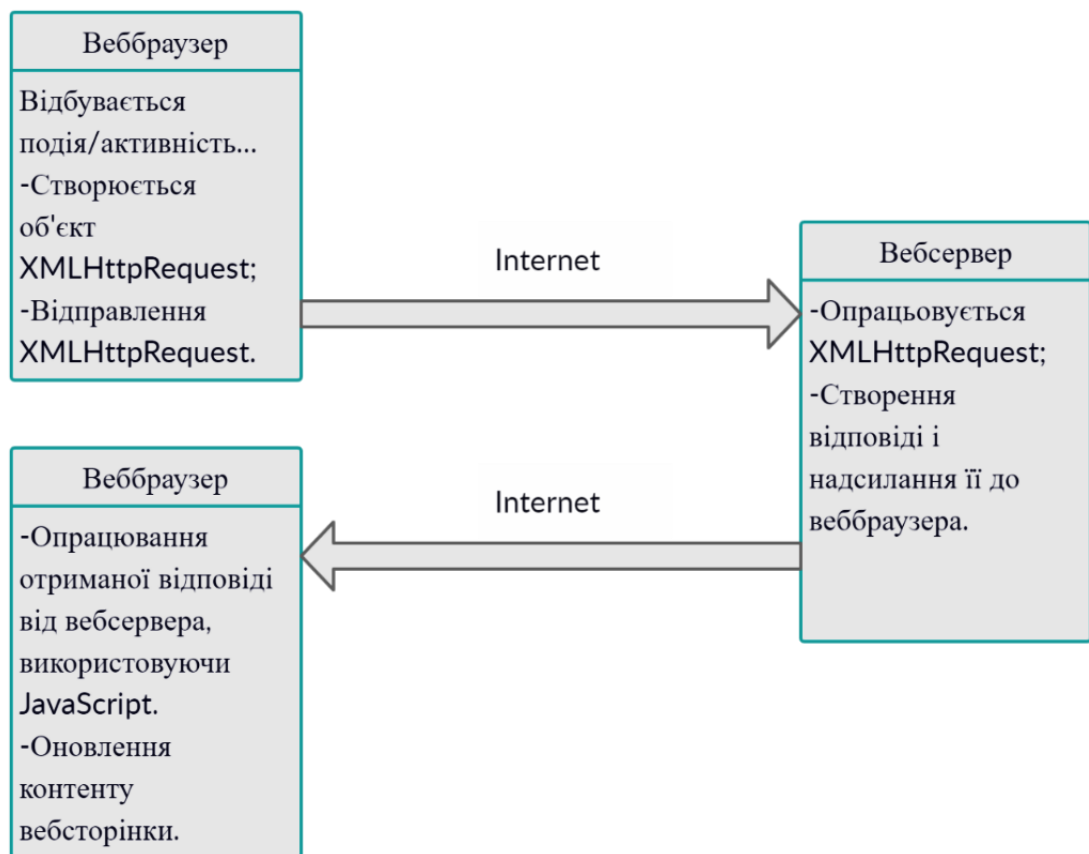 Веббраузер
Відбувається
подія/активність...
-Створюється
об'єкт
XMLHttpRequest;
-Відправлення
XMLHttpRequest.
Internet
Вебсервер
-Опрацьовується
XMLHttpRequest;
-Створення
відповіді і
надсилання її до
веббраузера.
Internet
Веббраузер
-Опрацювання
отриманої відповіді
від вебсервера,
використовуючи
JavaScript.
-Оновлення
контенту
вебсторінки.